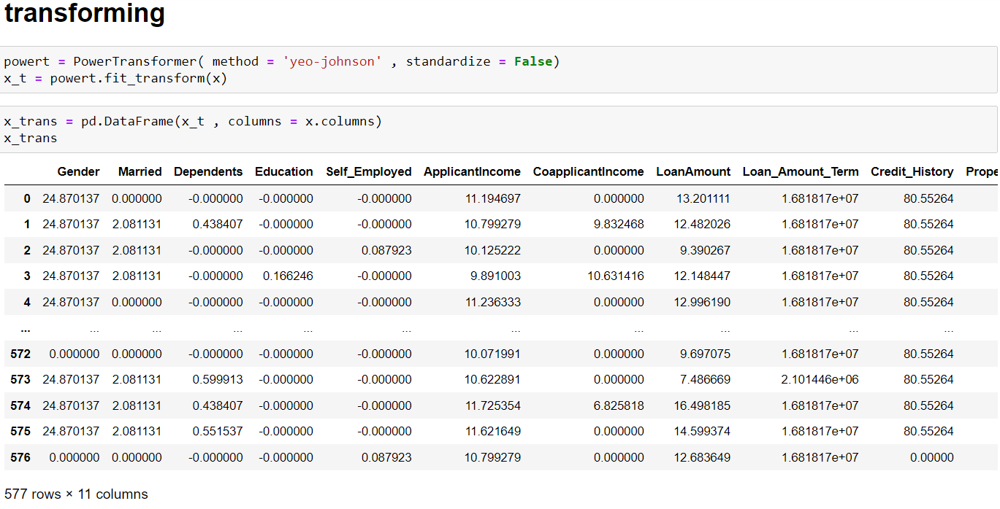 transforming
powert = PowerTransformer( method = 'yeo-johnson' , standardize = False)
x_t = powert.fit_transform(x)
x_trans = pd.DataFrame(x_t , columns = x.columns)
x_trans
Gender Married Dependents Education Self_Employed ApplicantIncome CoapplicantIncome LoanAmount Loan_Amount_Term Credit_History Prope
0 24.870137 0.000000 -0.000000 -0.000000 -0.000000 11.194697 0.000000 13.201111 1.681817e+07 80.55264
1 24.870137 2.081131 0.438407 -0.000000 -0.000000 10.799279 9.832468 12.482026 1.681817e+07 80.55264
2 24.870137 2.081131 -0.000000 -0.000000 0.087923 10.125222 0.000000 9.390267 1.681817e+07 80.55264
3 24.870137 2.081131 -0.000000 0.166246 -0.000000 9.891003 10.631416 12.148447 1.681817e+07 80.55264
4 24.870137 0.000000 -0.000000 -0.000000 -0.000000 11.236333 0.000000 12.996190 1.681817e+07 80.55264
... ... ... ... ... ... ... ... ... ... ...
572 0.000000 0.000000 -0.000000 -0.000000 -0.000000 10.071991 0.000000 9.697075 1.681817e+07 80.55264
573 24.870137 2.081131 0.599913 -0.000000 -0.000000 10.622891 0.000000 7.486669 2.101446e+06 80.55264
574 24.870137 2.081131 0.438407 -0.000000 -0.000000 11.725354 6.825818 16.498185 1.681817e+07 80.55264
575 24.870137 2.081131 0.551537 -0.000000 -0.000000 11.621649 0.000000 14.599374 1.681817e+07 80.55264
576 0.000000 0.000000 -0.000000 -0.000000 0.087923 10.799279 0.000000 12.683649 1.681817e+07 0.00000
577 rows × 11 columns